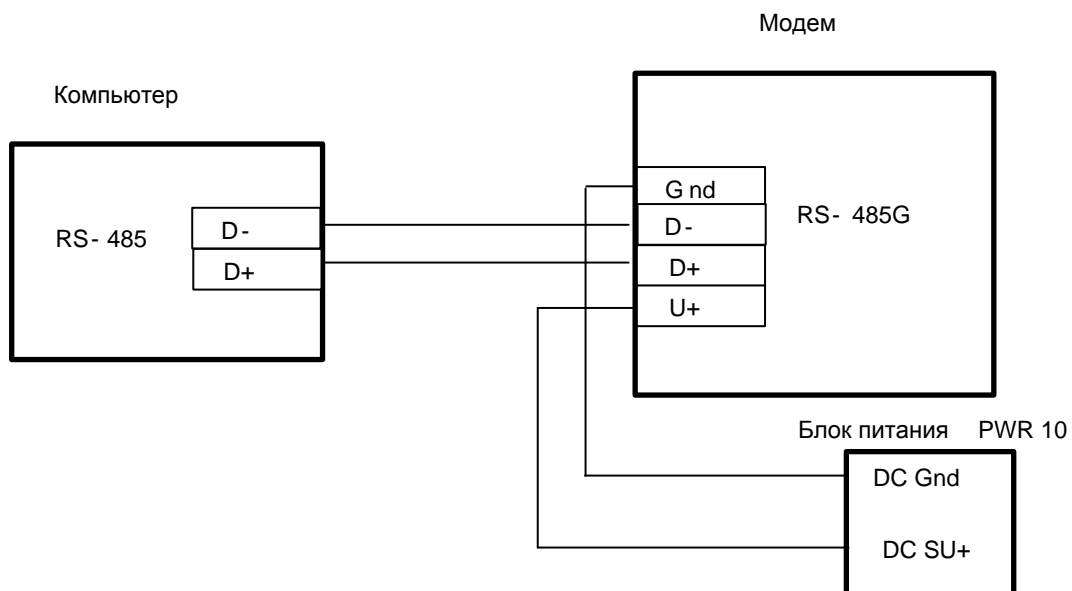 Модем
Компьютер
RS- 485
D-
D+
G nd
D-
D+
U+
RS- 485G
Блок питания PWR 10
DC Gnd
DC SU+